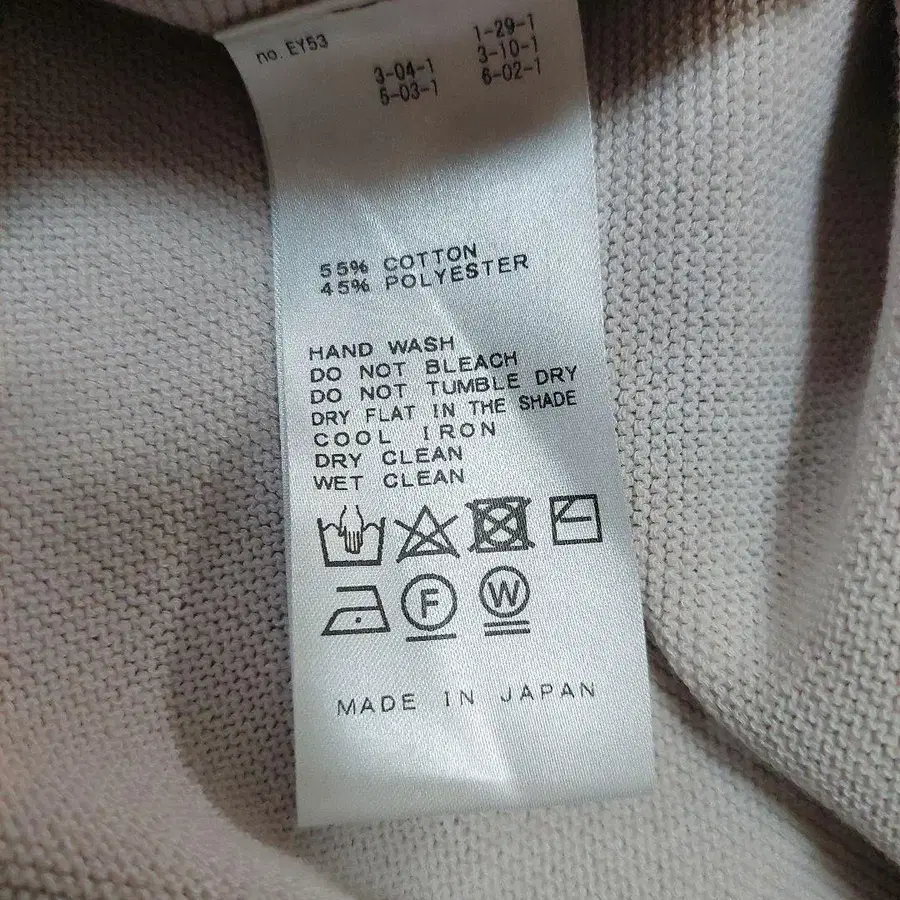 no. EY53
1-29-1
3-04-1 3-10-1
6-03-1 6-02-1
55% COTTON
45% POLYESTER
HAND WASH
DO NOT BLEACH
DO NOT TUMBLE DRY
DRY FLAT IN THE SHADE
COOL IRON
DRY CLEAN
WET CLEAN
F W
MADE IN JAPAN